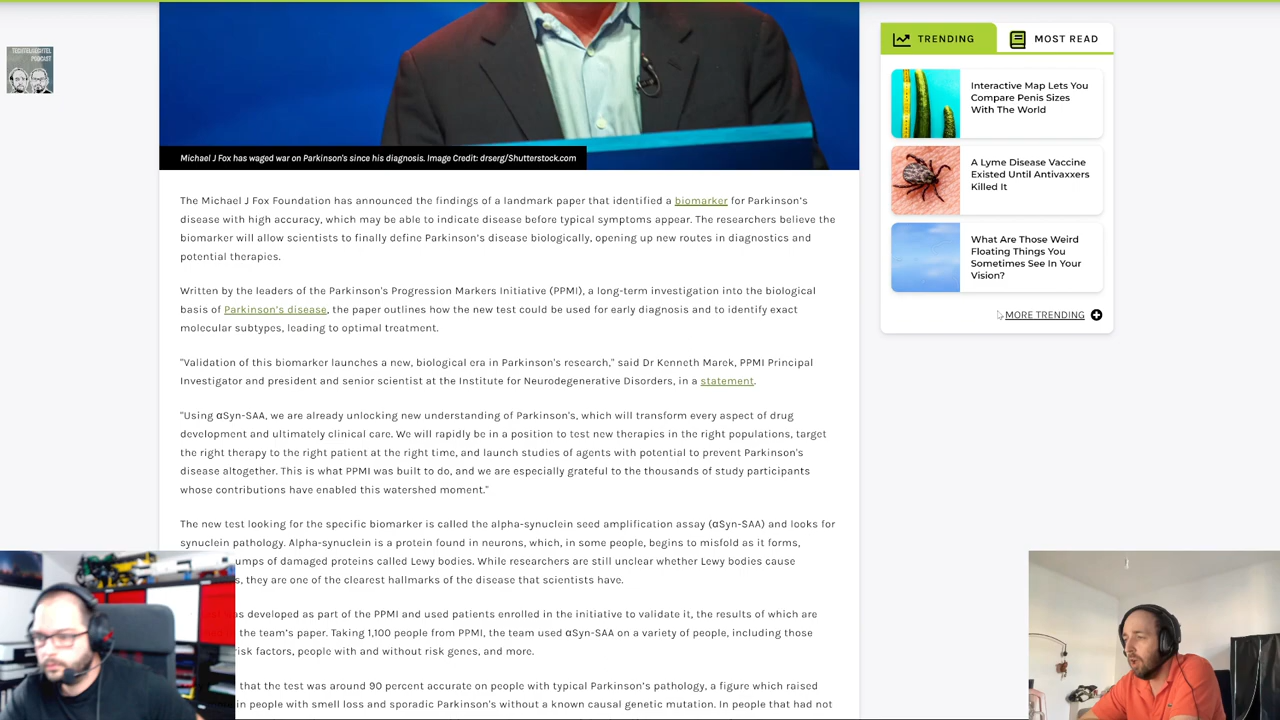 TECHTELMECHTEL
PODCAST
TRENDING
MOST READ
Interactive Map Lets You
Compare Penis Sizes
With The World
A Lyme Disease Vaccine
Existed Until Antivaxxers
Killed It
What Are Those Weird
Floating Things You
Sometimes See In Your
Vision?
MORE TRENDING
Michael J Fox has waged war on Parkinson's since his diagnosis. Image Credit: drserg/Shutterstock.com
The Michael J Fox Foundation has announced the findings of a landmark paper that identified a biomarker for Parkinson's
disease with high accuracy, which may be able to indicate disease before typical symptoms appear. The researchers believe the
biomarker will allow scientists to finally define Parkinson's disease biologically, opening up new routes in diagnostics and
potential therapies.
Written by the leaders of the Parkinson's Progression Markers Initiative (PPMI), a long-term investigation into the biological
basis of Parkinson's disease, the paper outlines how the new test could be used for early diagnosis and to identify exact
molecular subtypes, leading to optimal treatment.
"Validation of this biomarker launches a new, biological era in Parkinson's research," said Dr Kenneth Marek, PPMI Principal
Investigator and president and senior scientist at the Institute for Neurodegenerative Disorders, in a statement.
"Using αSyn-SAA, we are already unlocking new understanding of Parkinson's, which will transform every aspect of drug
development and ultimately clinical care. We will rapidly be in a position to test new therapies in the right populations, target
the right therapy to the right patient at the right time, and launch studies of agents with potential to prevent Parkinson's
disease altogether. This is what PPMI was built to do, and we are especially grateful to the thousands of study participants
whose contributions have enabled this watershed moment."
The new test looking for the specific biomarker is called the alpha-synuclein seed amplification assay (αSyn-SAA) and looks for
synuclein pathology. Alpha-synuclein is a protein found in neurons, which, in some people, begins to misfold as it forms,
umps of damaged proteins called Lewy bodies. While researchers are still unclear whether Lewy bodies cause
s, they are one of the clearest hallmarks of the disease that scientists have.
was developed as part of the PPMI and used patients enrolled in the initiative to validate it, the results of which are
the team's paper. Taking 1,100 people from PPMI, the team used αSyn-SAA on a variety of people, including those
risk factors, people with and without risk genes, and more.
that the test was around 90 percent accurate on people with typical Parkinson's pathology, a figure which raised
in people with smell loss and sporadic Parkinson's without a known causal genetic mutation. In people that had not